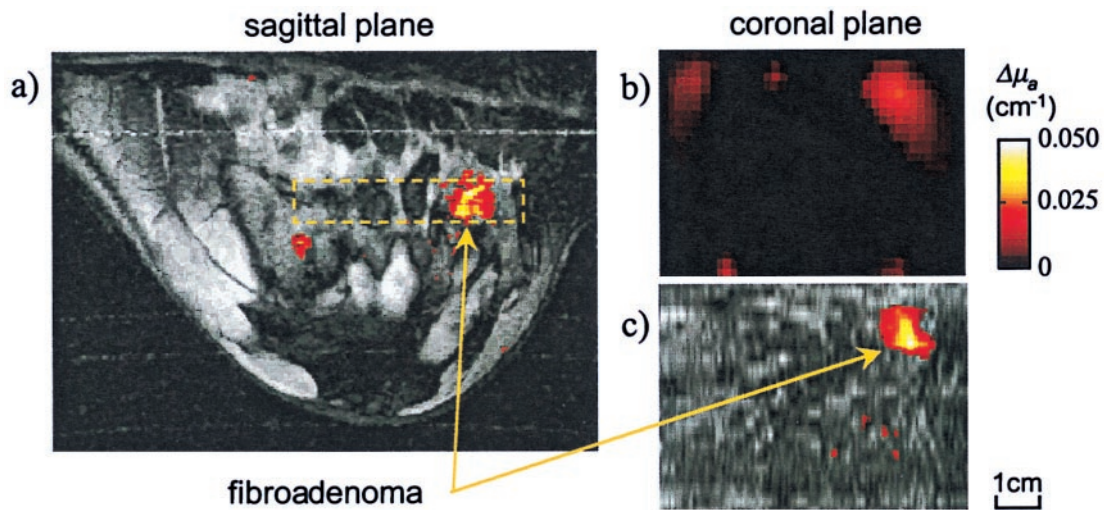 sagittal plane
coronal plane
a)
b)
Δμa
(cm-1)
0.050
0.025
0
c)
fibroadenoma
1cm